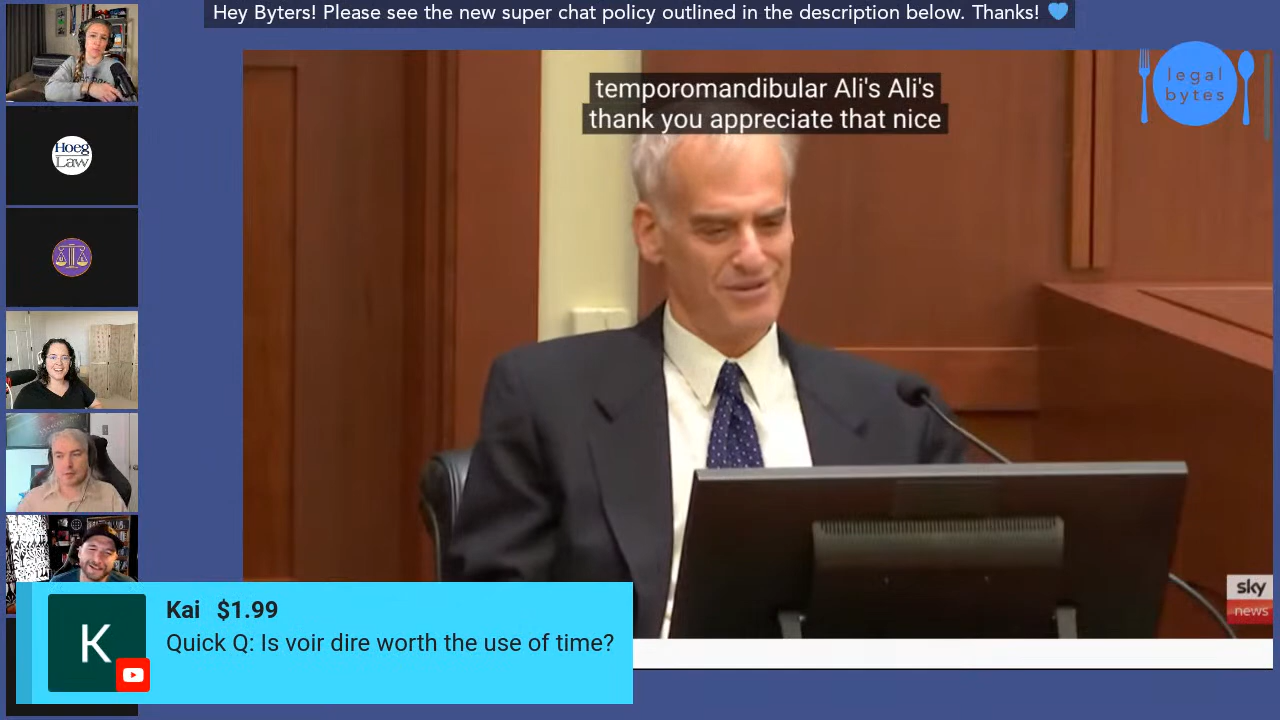 Hey Byters! Please see the new super chat policy outlined in the description below. Thanks! 💙
legal
bytes
temporomandibular Ali's Ali's
thank you appreciate that nice
Hoeg
Law
sky
news
K
Kai $1.99
Quick Q: Is voir dire worth the use of time?